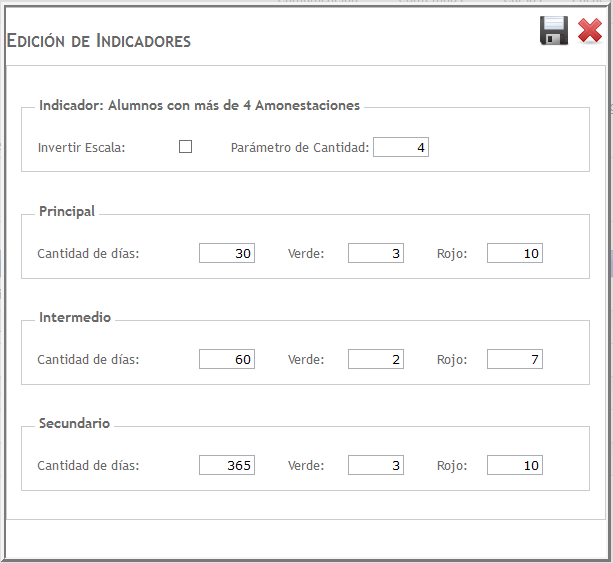 Edición de Indicadores
Indicador: Alumnos con más de 4 Amonestaciones
Invertir Escala: Parámetro de Cantidad: 4
Principal
Cantidad de días: 30 Verde: 3 Rojo: 10
Intermedio
Cantidad de días: 60 Verde: 2 Rojo: 7
Secundario
Cantidad de días: 365 Verde: 3 Rojo: 10